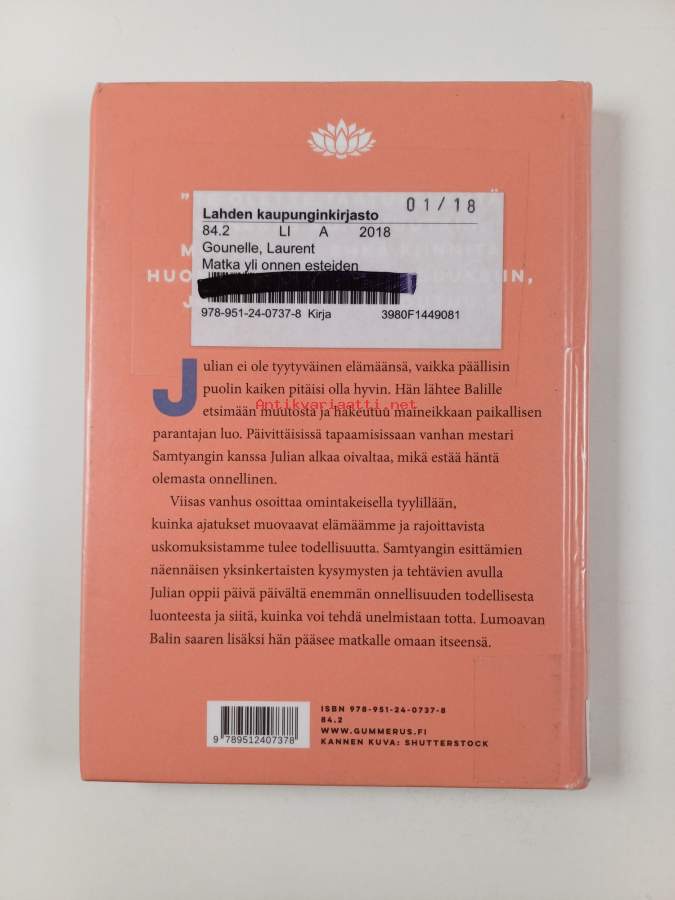 01/18
Lahden kaupunginkirjasto
84.2 LI A 2018
Gounelle, Laurent
Matka yli onnen esteiden
978-951-24-0737-8 Kirja 3980F1449081
Julian ei ole tyytyväinen elämäänsä, vaikka päällisin
puolin kaiken pitäisi olla hyvin. Hän lähtee Balille
etsimään muutosta ja hakeutuu maineikkaan paikallisen
Antikvariaatti.net
parantajan luo. Päivittäisissä tapaamisissaan vanhan mestari
Samtyangin kanssa Julian alkaa oivaltaa, mikä estää häntä
olemasta onnellinen.
Viisas vanhus osoittaa omintakeisella tyylillään,
kuinka ajatukset muovaavat elämäämme ja rajoittavista
uskomuksistamme tulee todellisuutta. Samtyangin esittämien
näennäisen yksinkertaisten kysymysten ja tehtävien avulla
Julian oppii päivä päivältä enemmän onnellisuuden todellisesta
luonteesta ja siitä, kuinka voi tehdä unelmistaan totta. Lumoavan
Balin saaren lisäksi hän pääsee matkalle omaan itseensä.
ISBN 978-951-24-0737-8
84.2
WWW.GUMMERUS.FI
KANNEN KUVA: SHUTTERSTOCK
9 789512 407378